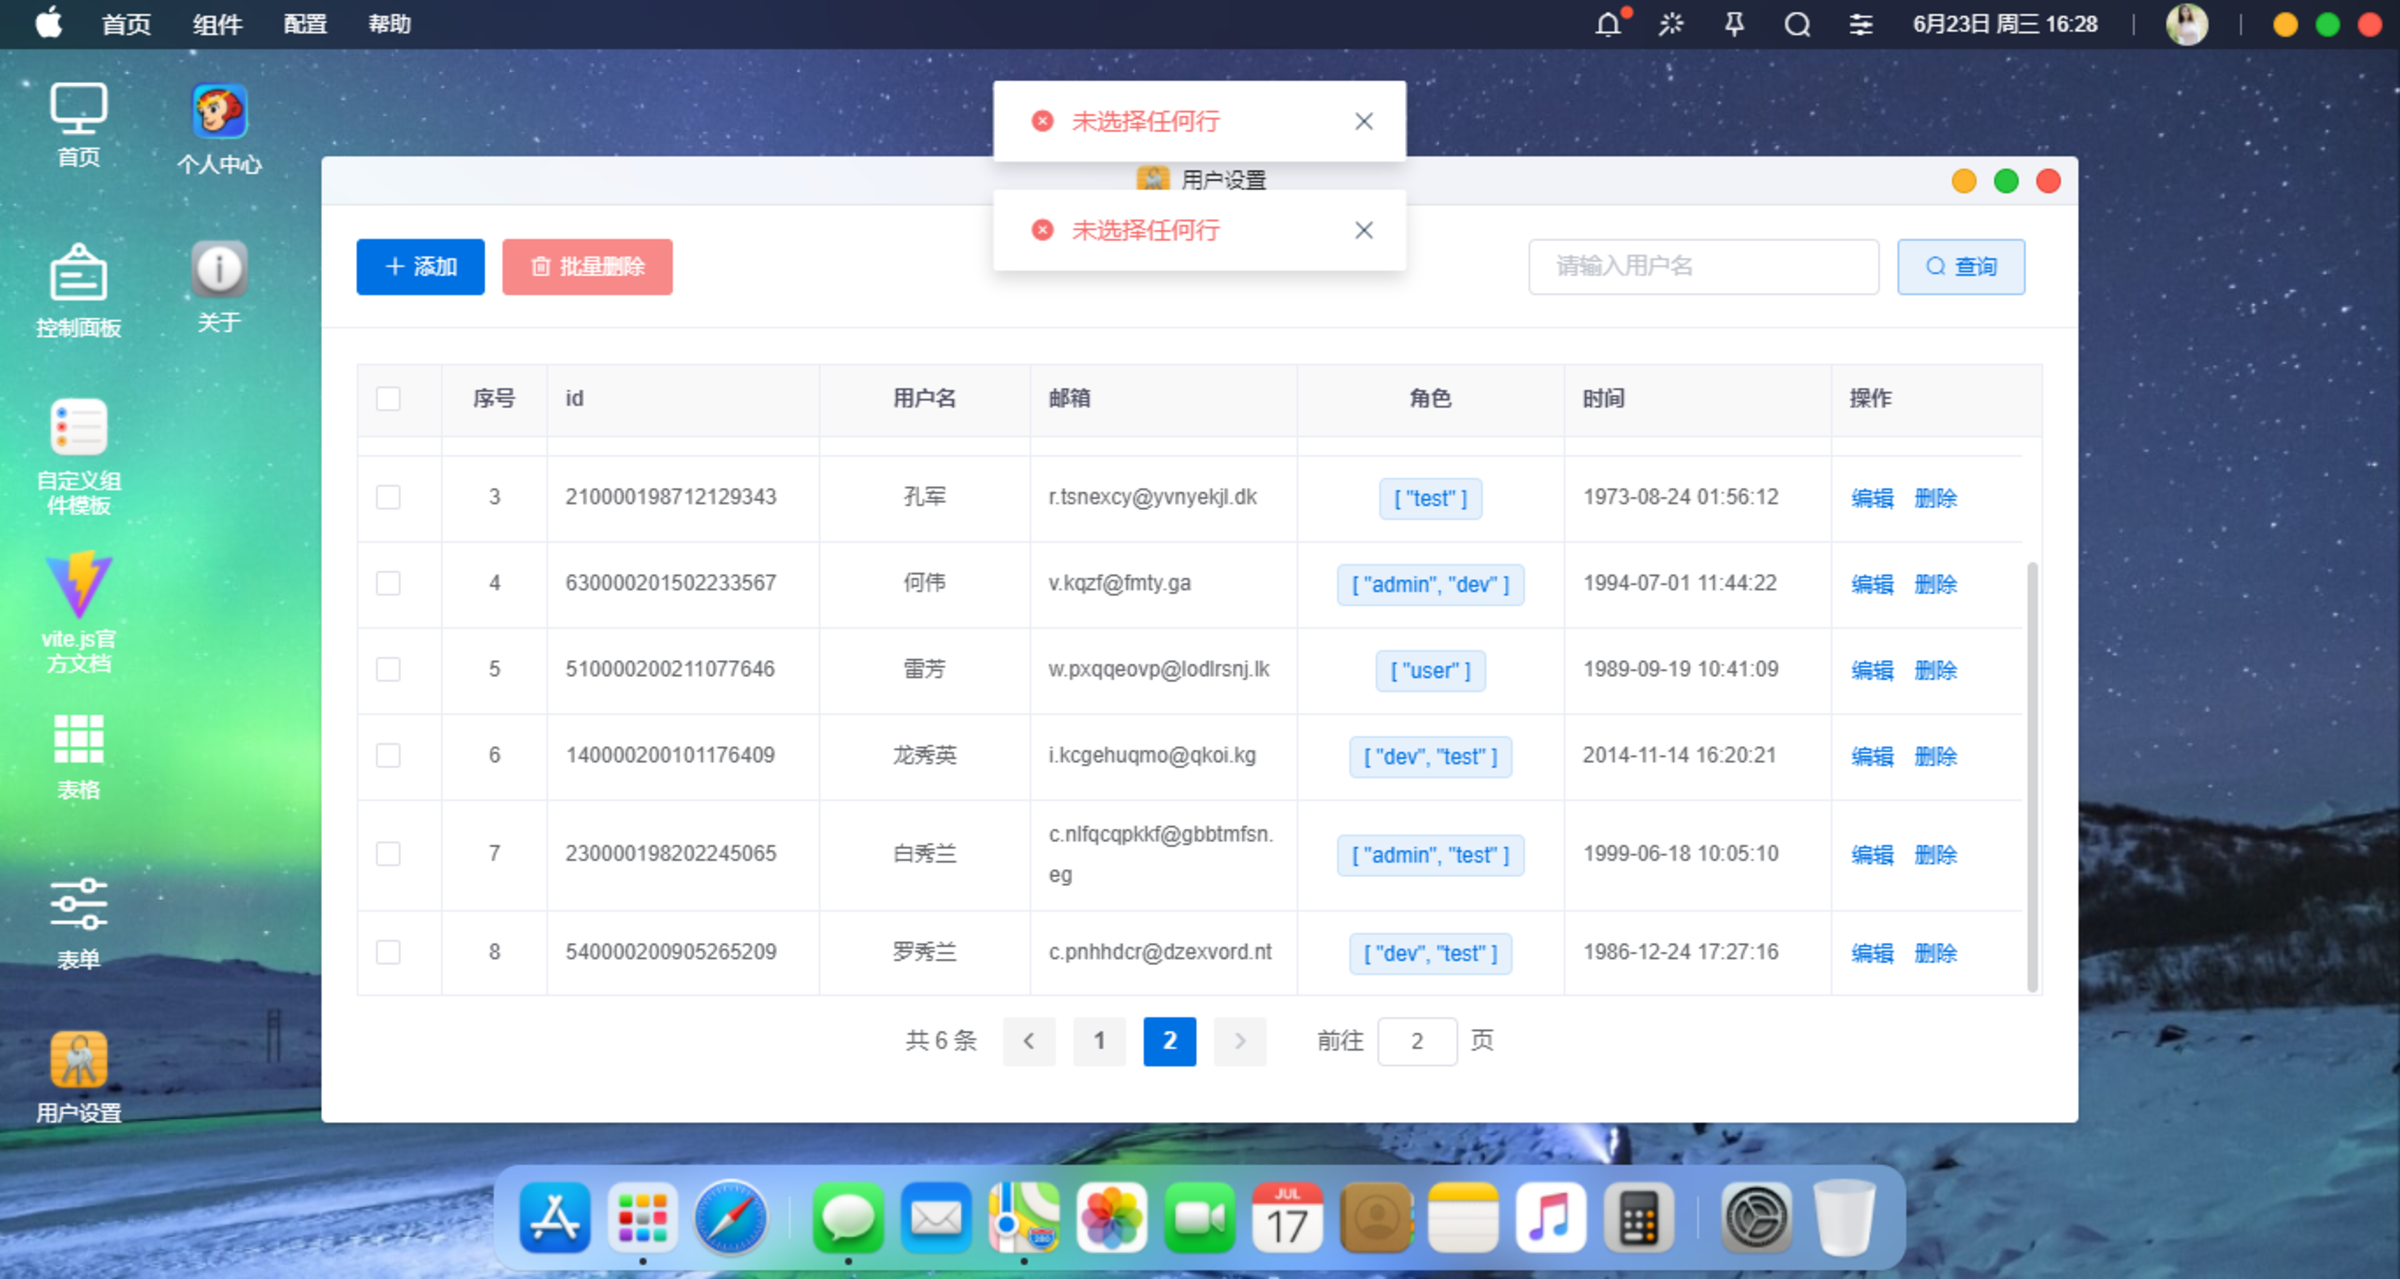 首页 组件 配置 帮助 6月23日 周三 16:28
首页
个人中心
控制面板
关于
自定义组
件模板
vite.js官
方文档
表格
表单
用户设置
未选择任何行
用户设置
未选择任何行
添加 批量删除 请输入用户名 查询
序号 id 用户名 邮箱 角色 时间 操作
3 210000198712129343 孔军 r.tsnexcy@yvnyekjl.dk [ "test" ] 1973-08-24 01:56:12 编辑 删除
4 630000201502233567 何伟 v.kqzf@fmty.ga [ "admin", "dev" ] 1994-07-01 11:44:22 编辑 删除
5 510000200211077646 雷芳 w.pxqqeovp@lodlrsnj.lk [ "user" ] 1989-09-19 10:41:09 编辑 删除
6 140000200101176409 龙秀英 i.kcgehuqmo@qkoi.kg [ "dev", "test" ] 2014-11-14 16:20:21 编辑 删除
7 230000198202245065 白秀兰 c.nlfqcqpkkf@gbbtmfsn.
eg [ "admin", "test" ] 1999-06-18 10:05:10 编辑 删除
8 540000200905265209 罗秀兰 c.pnhhdcr@dzexvord.nt [ "dev", "test" ] 1986-12-24 17:27:16 编辑 删除
共 6 条 1 2 前往 2 页
JUL
17
280